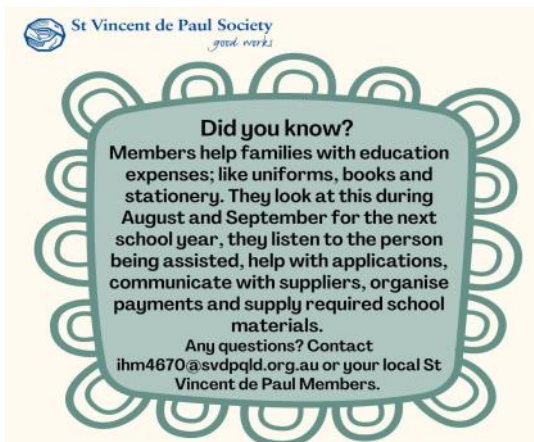 St Vincent de Paul Society
good works
Did you know?
Members help families with education
expenses; like uniforms, books and
stationery. They look at this during
August and September for the next
school year, they listen to the person
being assisted, help with applications,
communicate with suppliers, organise
payments and supply required school
materials.
Any questions? Contact
ihm4670@svdpqld.org.au or your local St
Vincent de Paul Members.